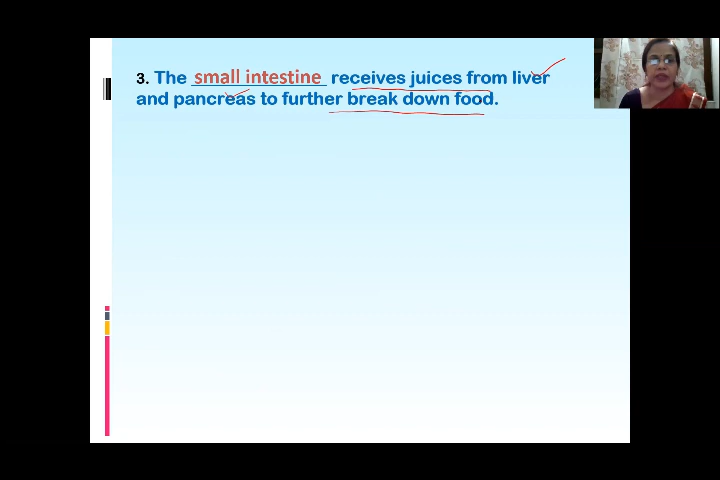 3. The small intestine receives juices from liver
and pancreas to further break down food.